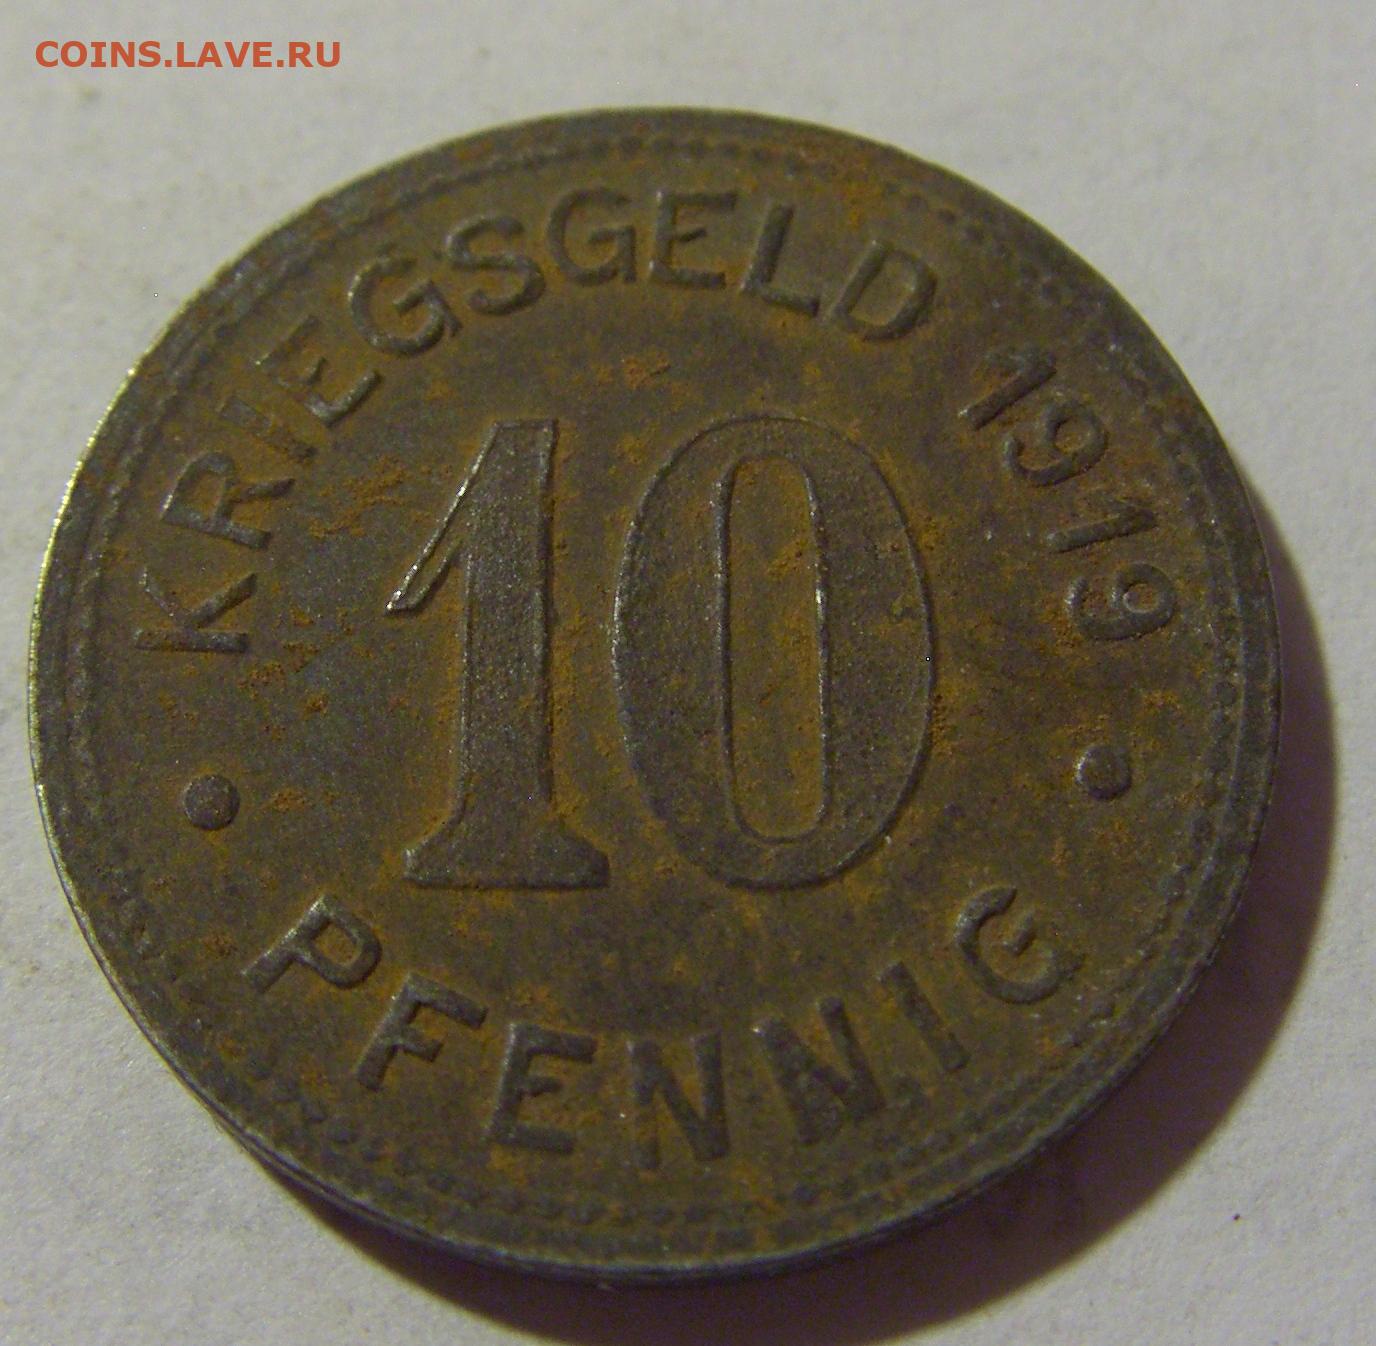 COINS.LAVE.RU
KRIEGSGELD 1919
10
PFENNIG